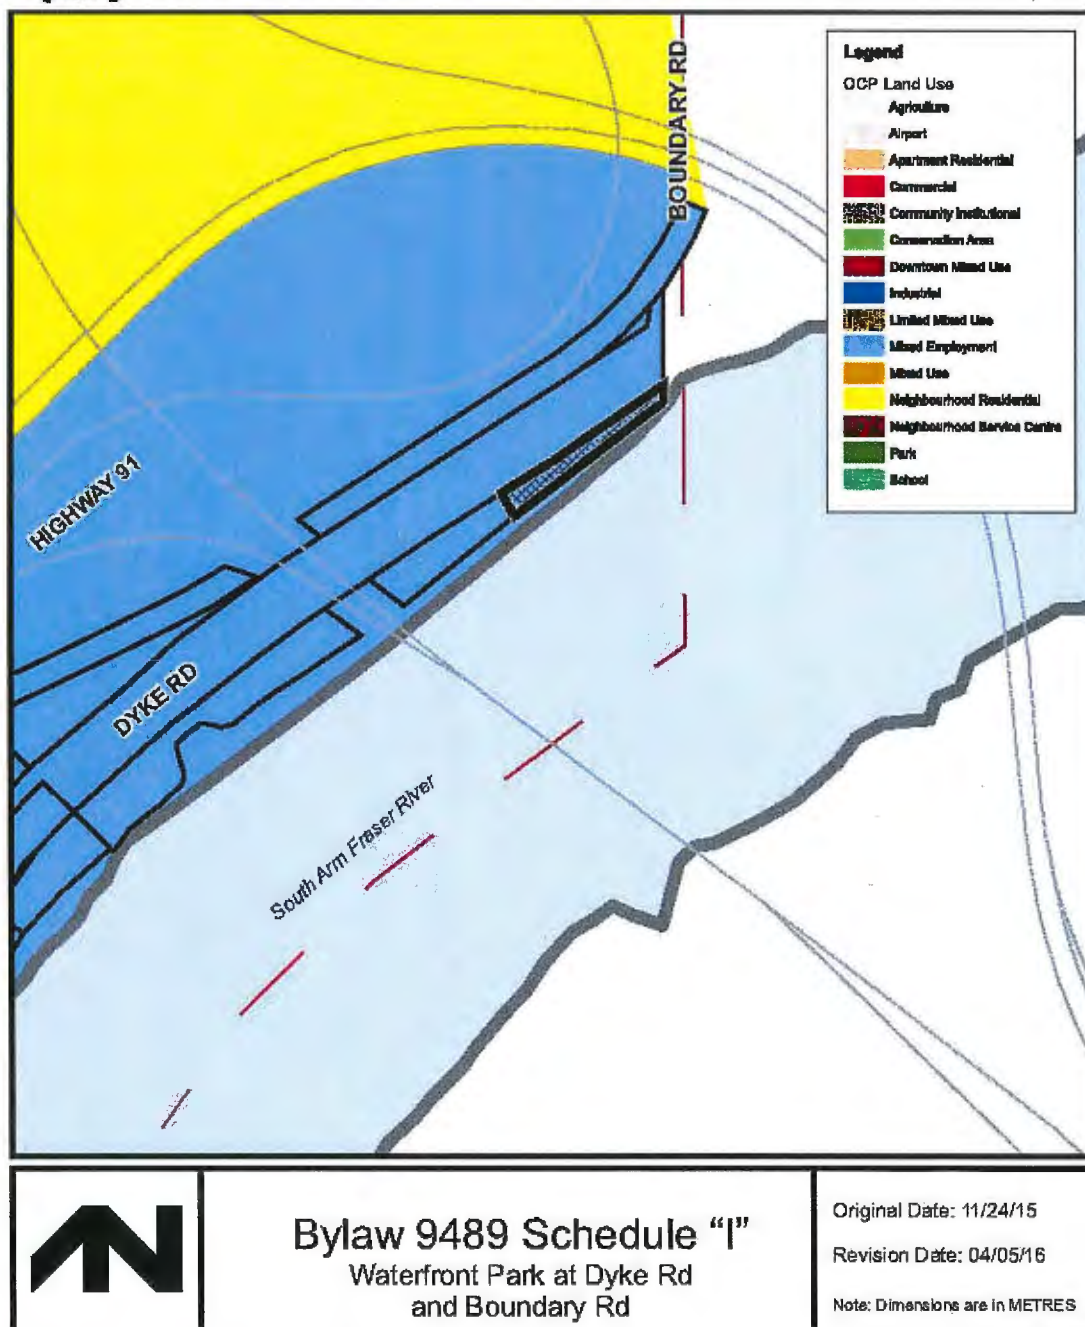 BOUNDARY RD
HIGHWAY 91
DYKE RD
South Arm Fraser River
Legend
OCP Land Use
Agriculture
Airport
Apartment Residential
Commercial
Community Institutional
Conservation Area
Downtown Mixed Use
Industrial
Limited Mixed Use
Mixed Employment
Mixed Use
Neighbourhood Residential
Neighbourhood Service Centre
Park
School
Bylaw 9489 Schedule “I”
Waterfront Park at Dyke Rd
and Boundary Rd
Original Date: 11/24/15
Revision Date: 04/05/16
Note: Dimensions are in METRES